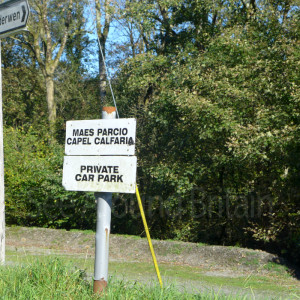 MAES PARCIO
CAPEL CALFARIA
PRIVATE
CAR PARK